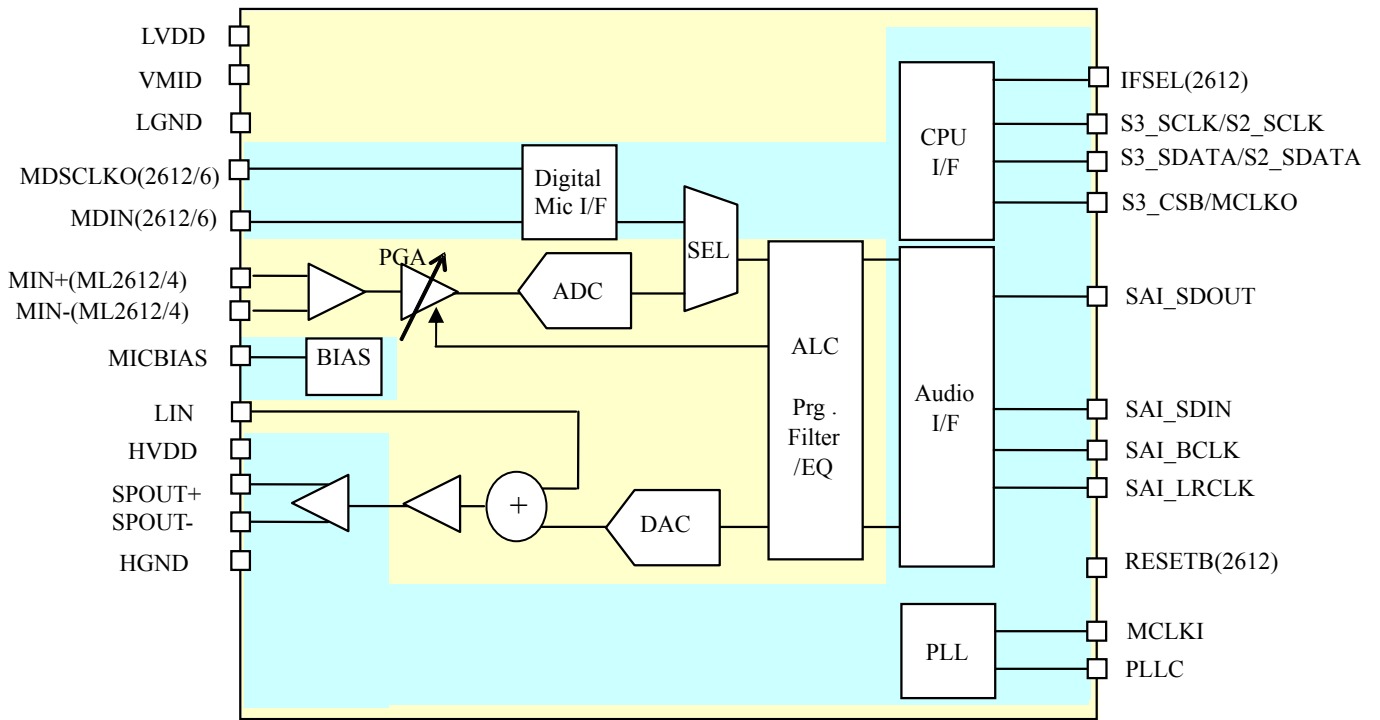 LVDD
VMID
LGND
MDSCLKO(2612/6)
MDIN(2612/6)
MIN+(ML2612/4)
MIN-(ML2612/4)
MICBIAS
LIN
HVDD
SPOUT+
SPOUT-
HGND
Digital
Mic I/F
PGA
ADC
SEL
BIAS
ALC
Prg .
Filter
/EQ
+
DAC
CPU
I/F
Audio
I/F
PLL
IFSEL(2612)
S3_SCLK/S2_SCLK
S3_SDATA/S2_SDATA
S3_CSB/MCLKO
SAI_SDOUT
SAI_SDIN
SAI_BCLK
SAI_LRCLK
RESETB(2612)
MCLKI
PLLC